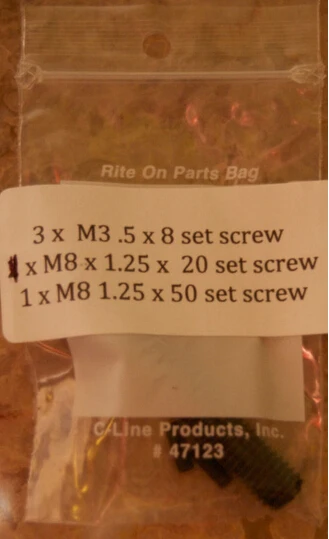 Rite On Parts Bag
3 x M3 .5 x 8 set screw
x M8 x 1.25 x 20 set screw
1 x M8 1.25 x 50 set screw
C-Line Products, Inc.
# 47123